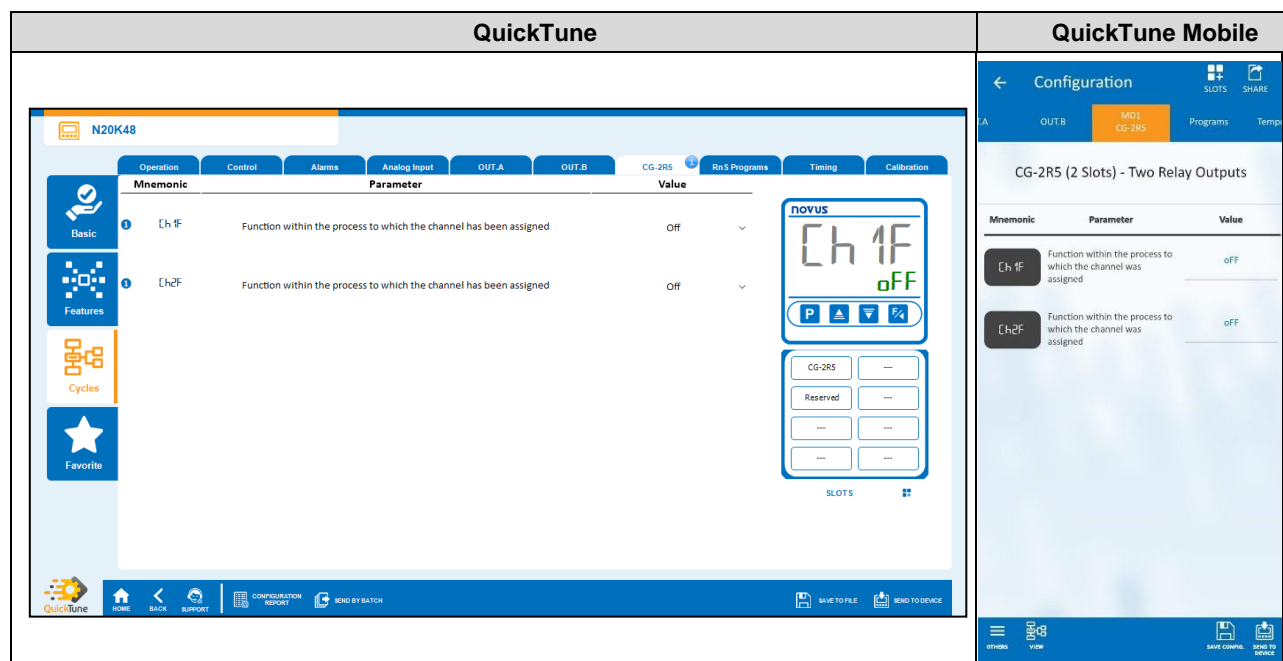 QuickTune
QuickTune Mobile
N20K48
Operation Control Alarms Analog Input OUT.A OUT.B CG-2R5 1 RnS Programs Timing Calibration
Mnemonic Parameter Value
Basic
1 Ch1F Function within the process to which the channel has been assigned Off
1 Ch2F Function within the process to which the channel has been assigned Off
Features
Cycles
Favorite
novus
Ch1F
oFF
P F/
CG-2R5 ---
Reserved ---
--- ---
--- ---
SLOTS
QuickTune
HOME BACK SUPPORT
CONFIGURATION
REPORT
SEND BY BATCH
SAVE TO FILE SEND TO DEVICE
Configuration
SLOTS SHARE
T.A OUT.B MD1 Programs Temp
CG-2R5
CG-2R5 (2 Slots) - Two Relay Outputs
Mnemonic Parameter Value
Ch1F
Function within the process to
which the channel was
assigned
oFF
Ch2F
Function within the process to
which the channel was
assigned
oFF
OTHERS VIEW SAVE CONFIG. SEND TO
DEVICE